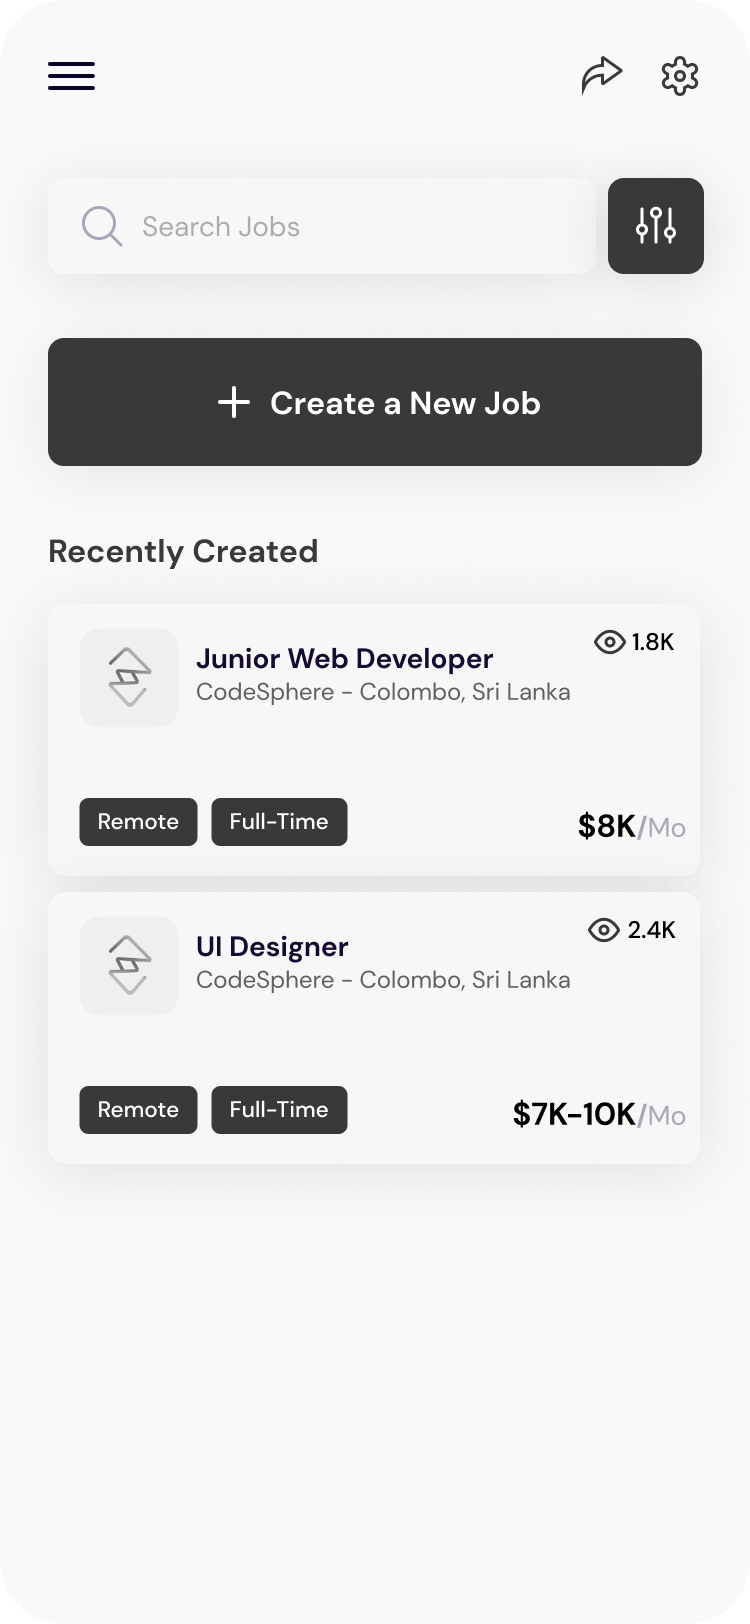 Search Jobs
Create a New Job
Recently Created
Junior Web Developer
1.8K
CodeSphere - Colombo, Sri Lanka
Remote
Full-Time
$8K/Mo
UI Designer
2.4K
CodeSphere - Colombo, Sri Lanka
Remote
Full-Time
$7K-10K/Mo